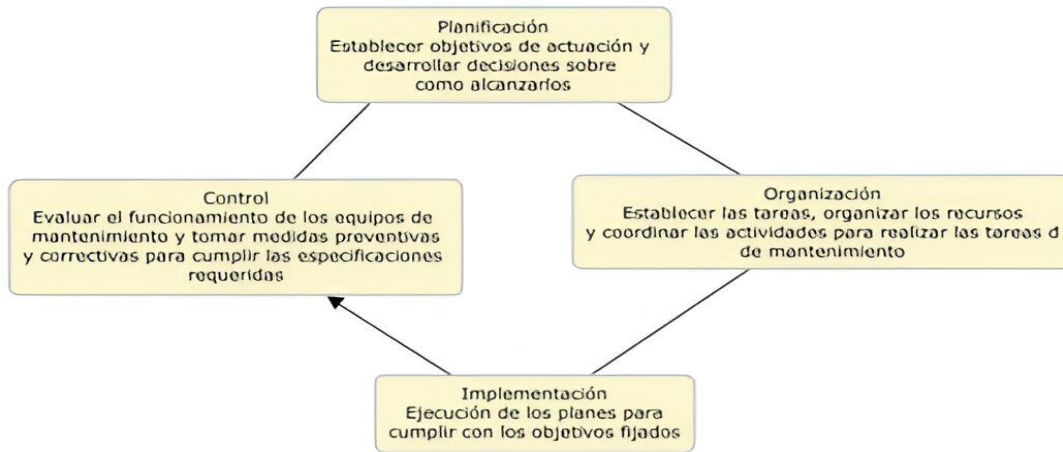 Planificación
Establecer objetivos de actuación y
desarrollar decisiones sobre
como alcanzarlos
Control
Evaluar el funcionamiento de los equipos de
mantenimiento y tomar medidas preventivas
y correctivas para cumplir las especificaciones
requeridas
Organización
Establecer las tareas, organizar los recursos
y coordinar las actividades para realizar las tareas d
de mantenimiento
Implementación
Ejecución de los planes para
cumplir con los objetivos fijados